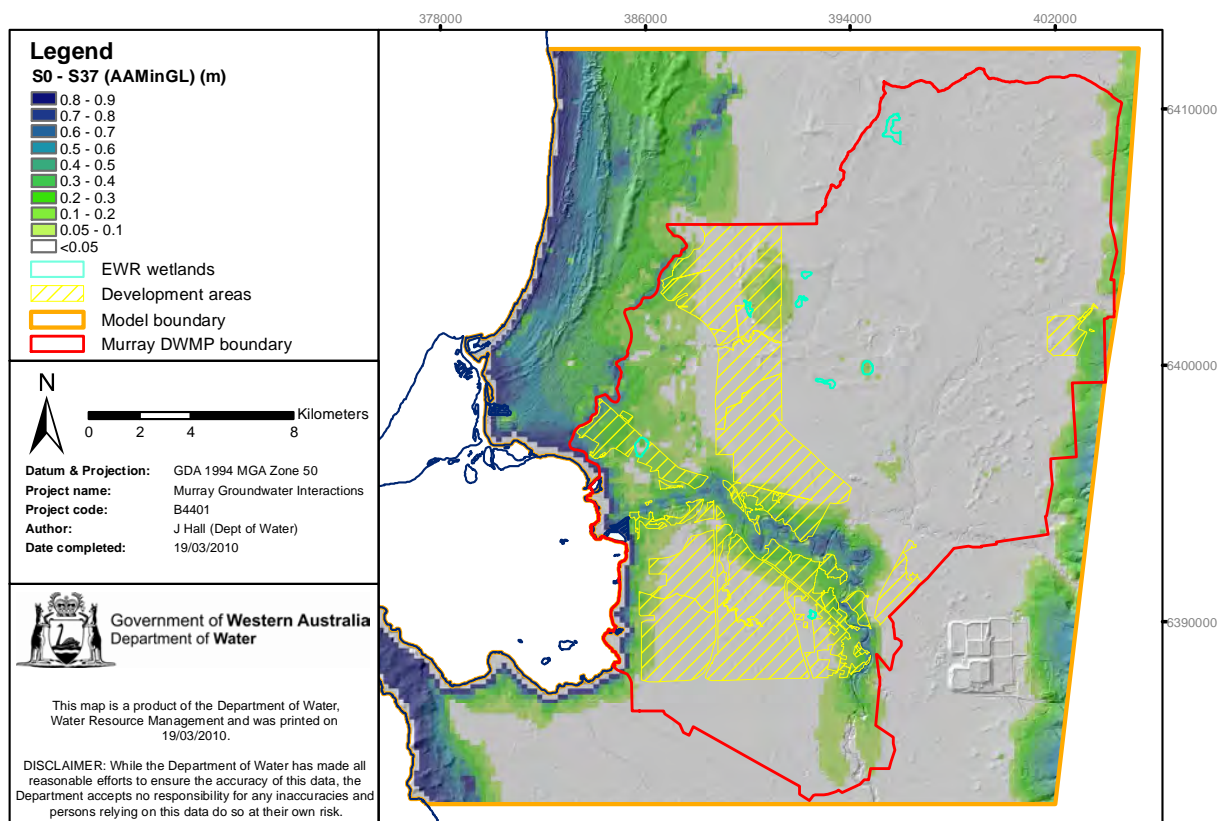 378000
386000
394000
402000
Legend
S0 - S37 (AAMinGL) (m)
0.8 - 0.9
0.7 - 0.8
0.6 - 0.7
0.5 - 0.6
0.4 - 0.5
0.3 - 0.4
0.2 - 0.3
0.1 - 0.2
0.05 - 0.1
<0.05
EWR wetlands
Development areas
Model boundary
Murray DWMP boundary
6410000
6400000
6390000
N
Kilometers
0 2 4 8
Datum & Projection: GDA 1994 MGA Zone 50
Project name: Murray Groundwater Interactions
Project code: B4401
Author: J Hall (Dept of Water)
Date completed: 19/03/2010
Government of Western Australia
Department of Water
This map is a product of the Department of Water,
Water Resource Management and was printed on
19/03/2010.
DISCLAIMER: While the Department of Water has made all
reasonable efforts to ensure the accuracy of this data, the
Department accepts no responsibility for any inaccuracies and
persons relying on this data do so at their own risk.